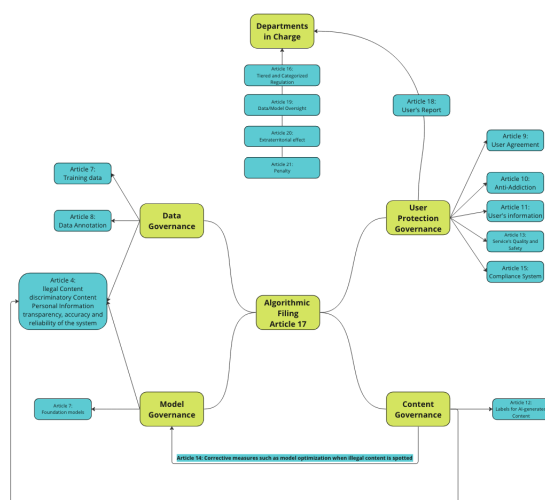 Departments
in Charge
Article 16:
Tiered and Categorized
Regulation
Article 19:
Data/Model Oversight
Article 20:
Extraterritorial effect
Article 21:
Penalty
Article 18:
User's Report
Article 9:
User Agreement
Article 10:
Anti-Addiction
Article 11:
User's information
Article 13:
Service's Quality and
Safety
Article 15:
Compliance System
User
Protection
Governance
Article 7:
Training data
Article 8:
Data Annotation
Data
Governance
Article 4:
Ilegal Content
discriminatory Content
Personal Information
transparency, accuracy and
reliability of the system
Algorithmic
Filing
Article 17
Article 7:
Foundation models
Model
Governance
Content
Governance
Article 12:
Labels for AI-generated
Content
Article 14: Corrective measures such as model optimization when illegal content is spotted